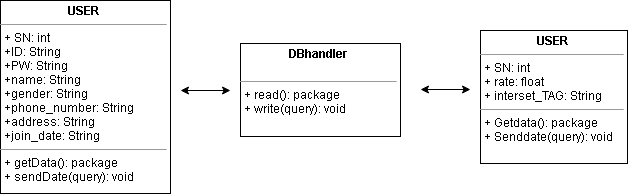 USER
+ SN: int
+ID: String
+PW: String
+name: String
+gender: String
+phone_number: String
+address: String
+join_date: String
+ getData(): package
+ sendDate(query): void
DBhandler
+ read(): package
+ write(query): void
USER
+ SN: int
+ rate: float
+ interset_TAG: String
+ Getdata(): package
+ Senddate(query): void